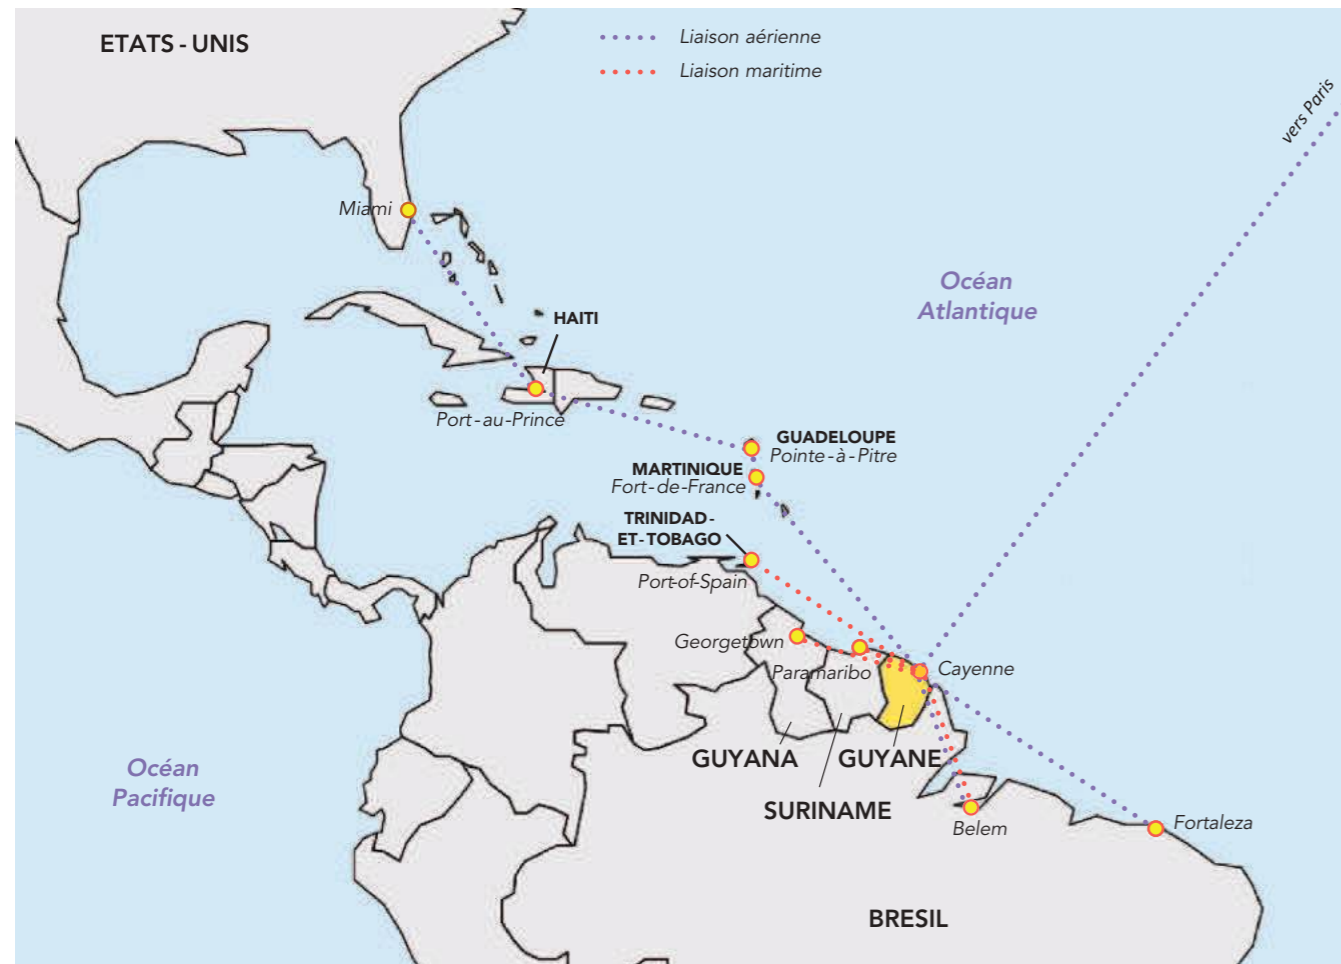 ETATS - UNIS
Liaison aérienne
Liaison maritime
vers Paris
Miami
Océan
Atlantique
HAITI
Port-au-Prince
GUADELOUPE
Pointe-à-Pitre
MARTINIQUE
Fort-de-France
TRINIDAD-
ET-TOBAGO
Port-of-Spain
Georgetown
Paramaribo
Cayenne
GUYANA
GUYANE
SURINAME
Océan
Pacifique
Belem
Fortaleza
BRESIL